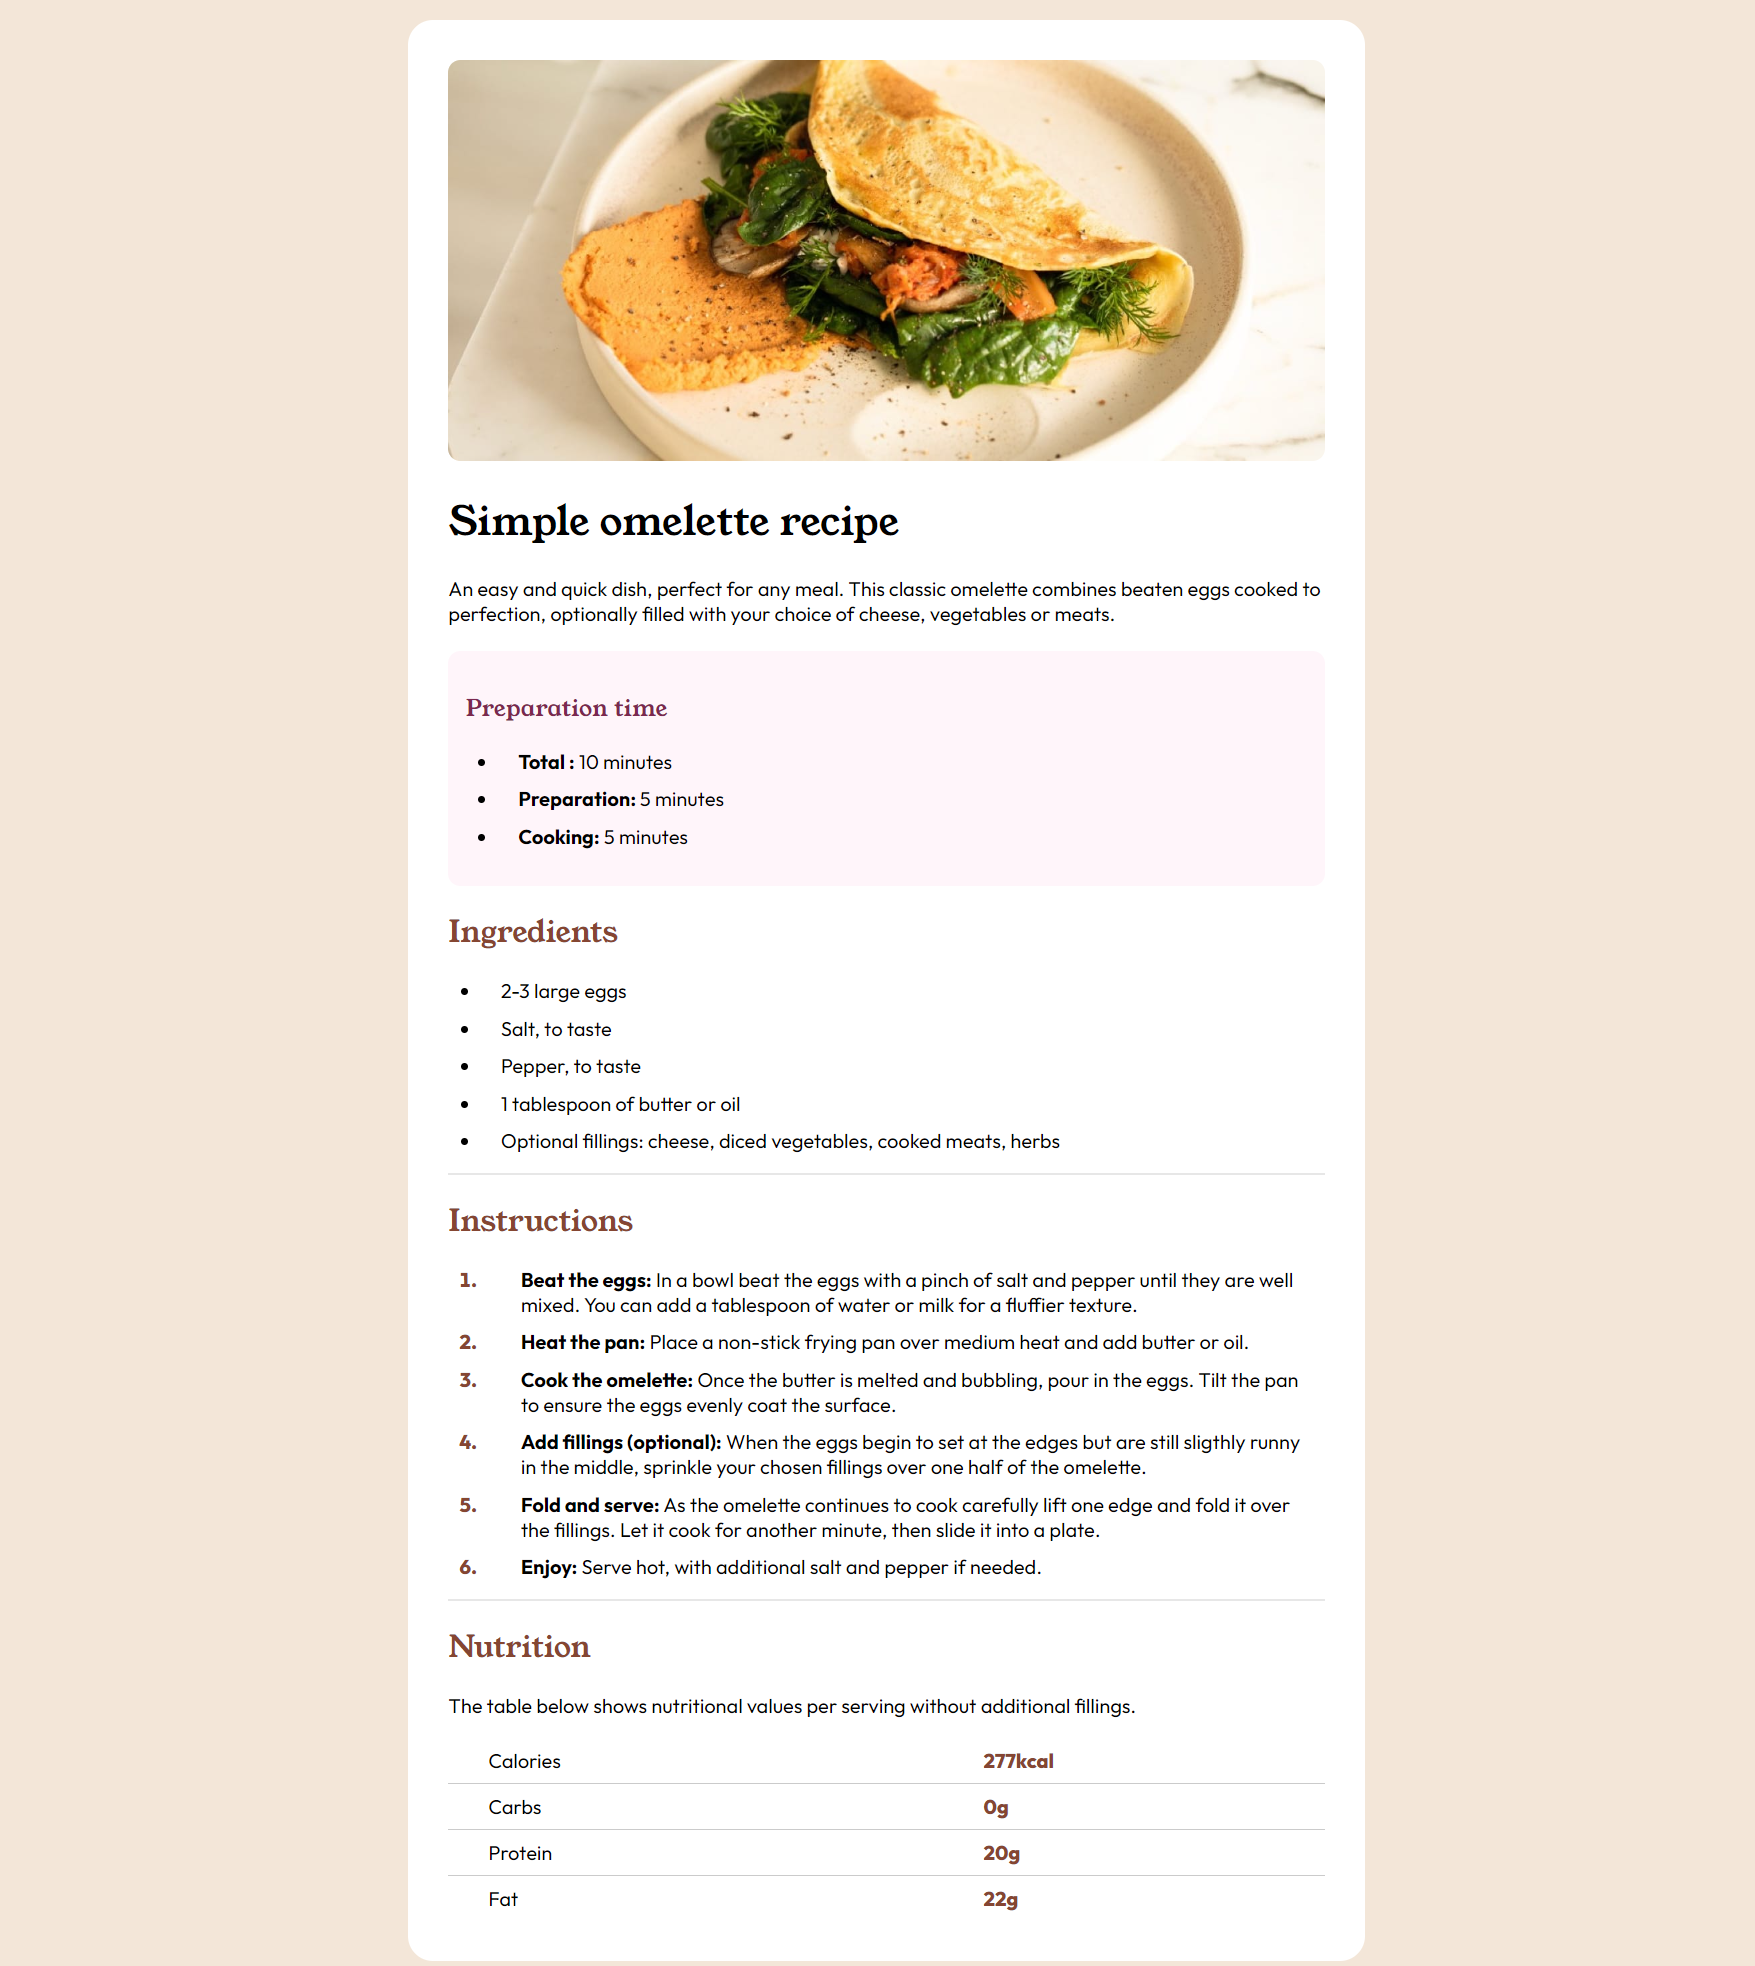 Simple omelette recipe
An easy and quick dish, perfect for any meal. This classic omelette combines beaten eggs cooked to
perfection, optionally filled with your choice of cheese, vegetables or meats.
Preparation time
• Total : 10 minutes
• Preparation: 5 minutes
• Cooking: 5 minutes
Ingredients
• 2-3 large eggs
• Salt, to taste
• Pepper, to taste
• 1 tablespoon of butter or oil
• Optional fillings: cheese, diced vegetables, cooked meats, herbs
Instructions
1. Beat the eggs: In a bowl beat the eggs with a pinch of salt and pepper until they are well
mixed. You can add a tablespoon of water or milk for a fluffier texture.
2. Heat the pan: Place a non-stick frying pan over medium heat and add butter or oil.
3. Cook the omelette: Once the butter is melted and bubbling, pour in the eggs. Tilt the pan
to ensure the eggs evenly coat the surface.
4. Add fillings (optional): When the eggs begin to set at the edges but are still sligthly runny
in the middle, sprinkle your chosen fillings over one half of the omelette.
5. Fold and serve: As the omelette continues to cook carefully lift one edge and fold it over
the fillings. Let it cook for another minute, then slide it into a plate.
6. Enjoy: Serve hot, with additional salt and pepper if needed.
Nutrition
The table below shows nutritional values per serving without additional fillings.
Calories 277kcal
Carbs 0g
Protein 20g
Fat 22g